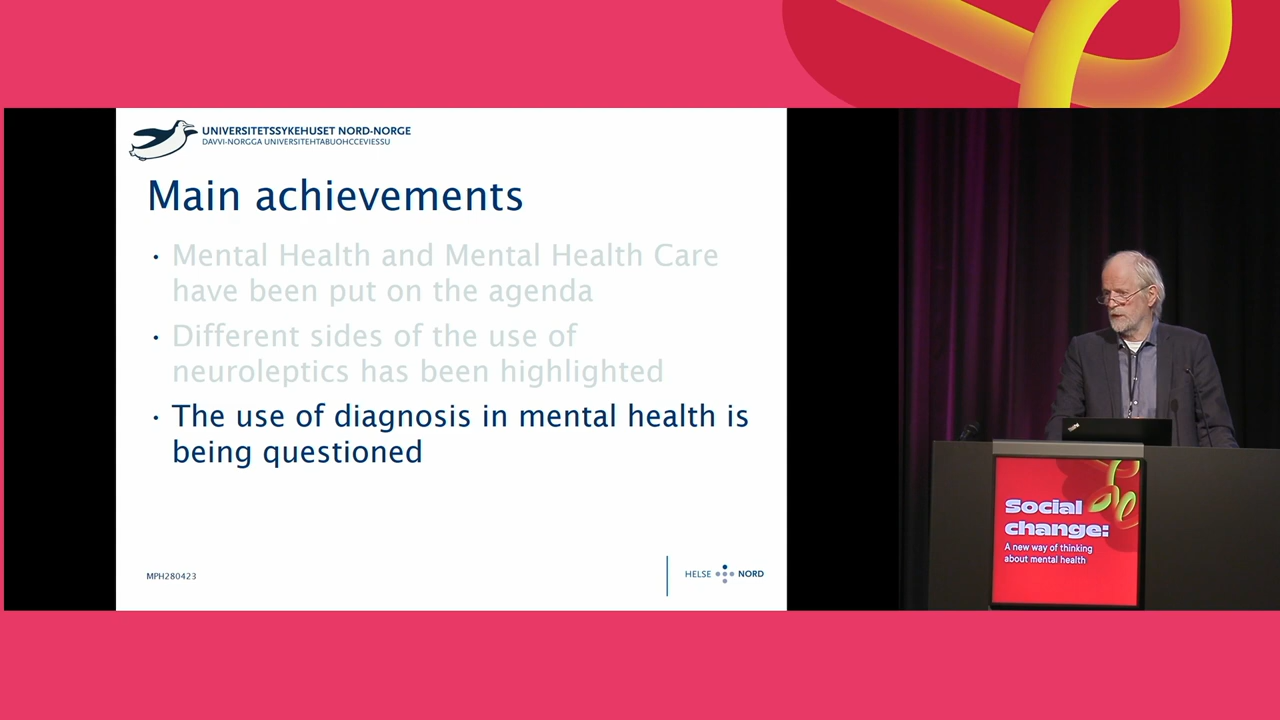 UNIVERSITETSSYKEHUSET NORD-NORGE
DAVVI-NORGGA UNIVERSITEHTABUOHCCEVIESSU
Main achievements
• Mental Health and Mental Health Care
have been put on the agenda
• Different sides of the use of
neuroleptics has been highlighted
• The use of diagnosis in mental health is
being questioned
MPH280423
HELSE NORD
Social
change:
A new way of thinking
about mental health